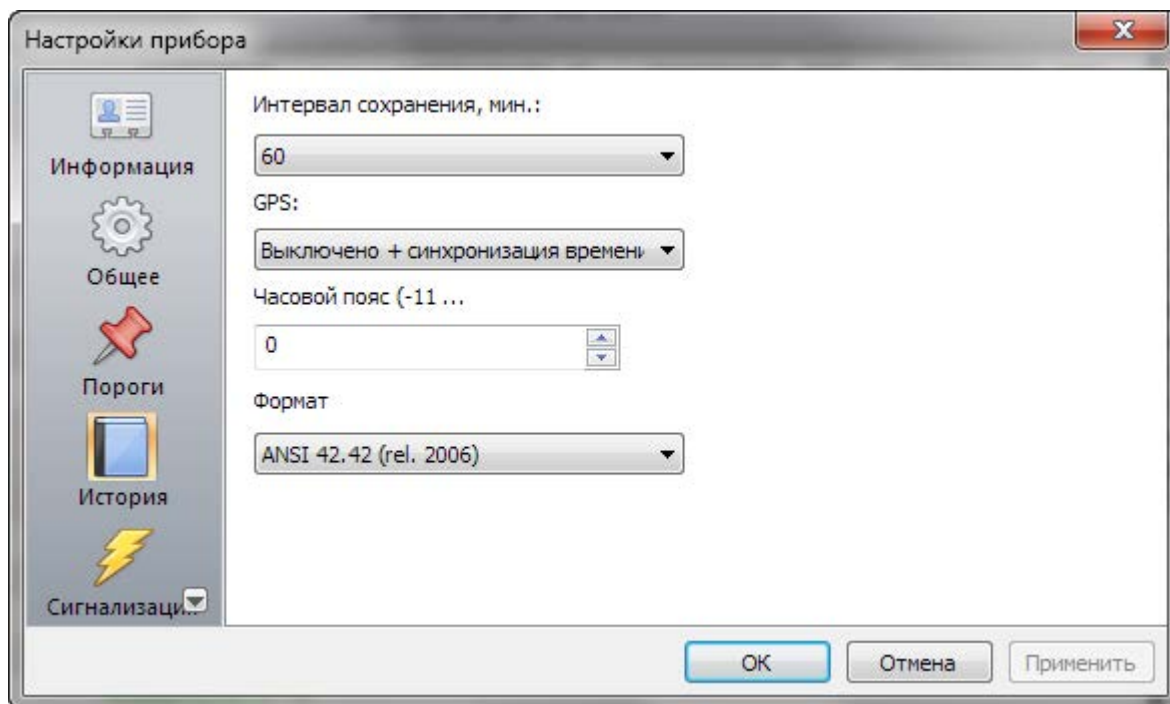 Настройки прибора
Информация
Общее
Пороги
История
Сигнализаци
Интервал сохранения, мин.:
60
GPS:
Выключено + синхронизация времени
Часовой пояс (-11 ...
0
Формат
ANSI 42.42 (rel. 2006)
OK
Отмена
Применить